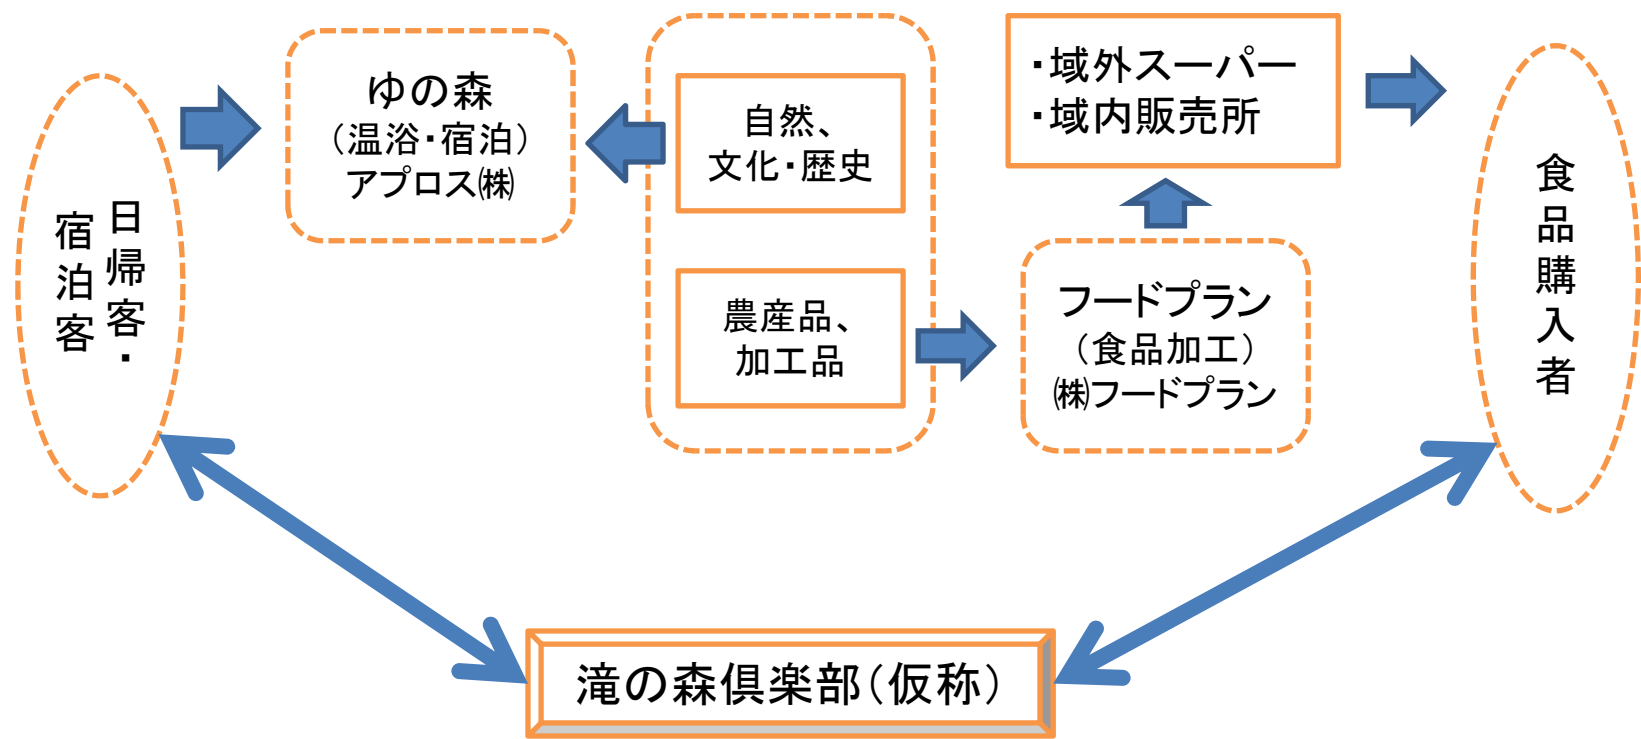 日帰客・
宿泊客
ゆの森
（温浴・宿泊）
アプロス㈱
自然、
文化・歴史
農産品、
加工品
・域外スーパー
・域内販売所
フードプラン
（食品加工）
㈱フードプラン
食品購入者
滝の森倶楽部（仮称）